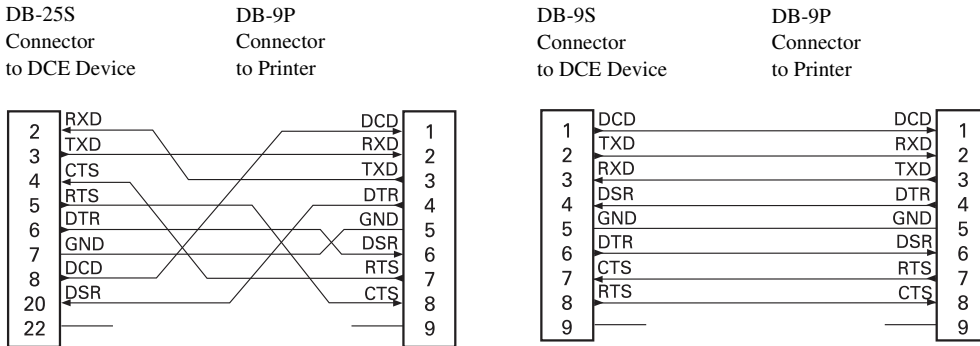 DB-25S
Connector
to DCE Device
DB-9P
Connector
to Printer
2 RXD DCD 1
3 TXD RXD 2
4 CTS TXD 3
5 RTS DTR 4
6 DTR GND 5
7 GND DSR 6
8 DCD RTS 7
20 DSR CTS 8
22 9
DB-9S
Connector
to DCE Device
DB-9P
Connector
to Printer
1 DCD DCD 1
2 TXD RXD 2
3 RXD TXD 3
4 DSR DTR 4
5 GND GND 5
6 DTR DSR 6
7 CTS RTS 7
8 RTS CTS 8
9 9